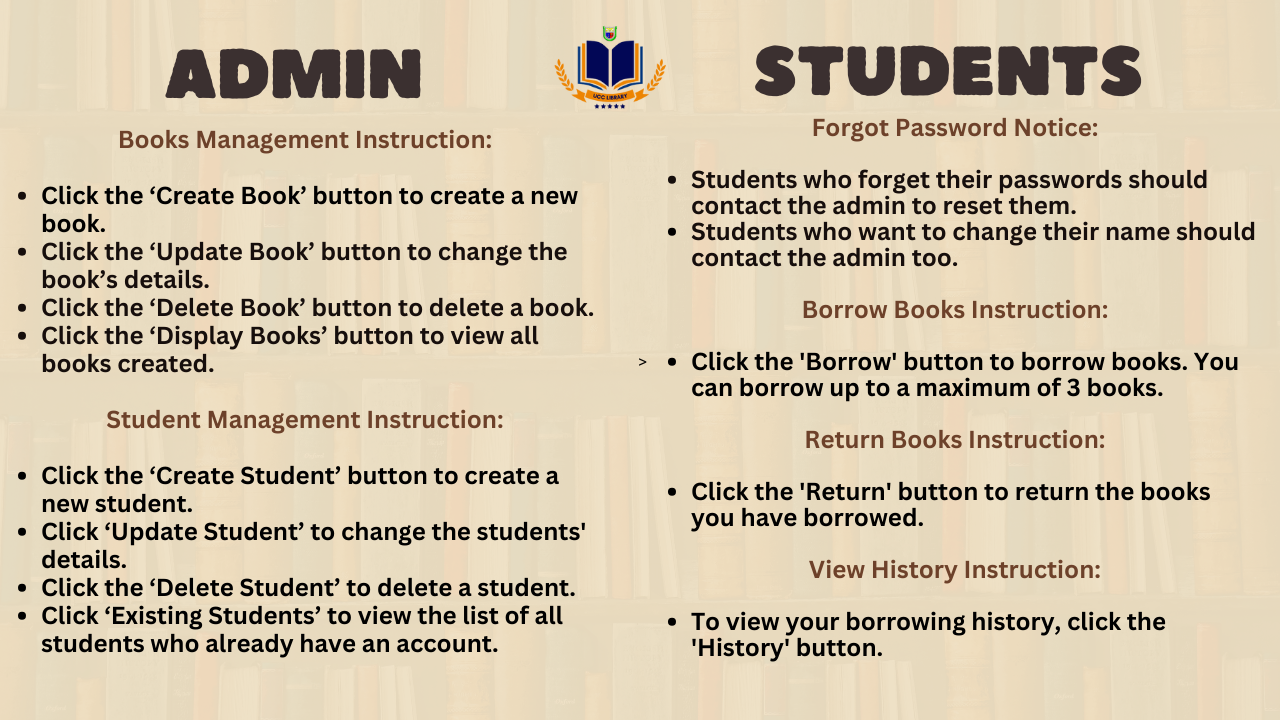 ADMIN
Books Management Instruction:
• Click the ‘Create Book’ button to create a new
book.
• Click the ‘Update Book’ button to change the
book’s details.
• Click the ‘Delete Book’ button to delete a book.
• Click the ‘Display Books’ button to view all
books created.
Student Management Instruction:
• Click the ‘Create Student’ button to create a
new student.
• Click ‘Update Student’ to change the students'
details.
• Click the ‘Delete Student’ to delete a student.
• Click ‘Existing Students’ to view the list of all
students who already have an account.
UCC LIBRARY
STUDENTS
Forgot Password Notice:
• Students who forget their passwords should
contact the admin to reset them.
• Students who want to change their name should
contact the admin too.
Borrow Books Instruction:
> • Click the 'Borrow' button to borrow books. You
can borrow up to a maximum of 3 books.
Return Books Instruction:
• Click the 'Return' button to return the books
you have borrowed.
View History Instruction:
• To view your borrowing history, click the
'History' button.